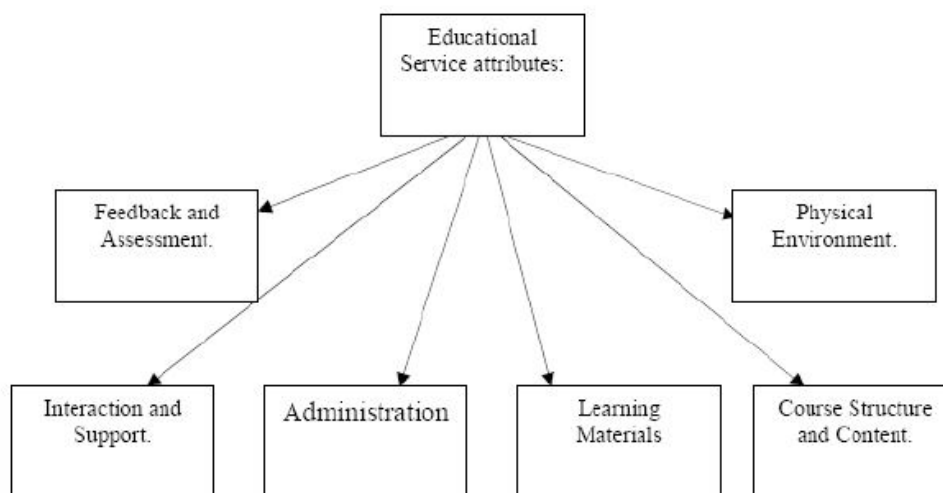 Educational
Service attributes:
Feedback and
Assessment.
Physical
Environment.
Interaction and
Support.
Administration
Learning
Materials
Course Structure
and Content.